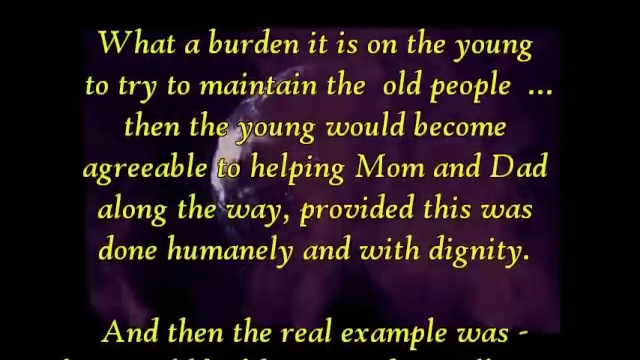 What a burden it is on the young
to try to maintain the old people ...
then the young would become
agreeable to helping Mom and Dad
along the way, provided this was
done humanely and with dignity.
And then the real example was -